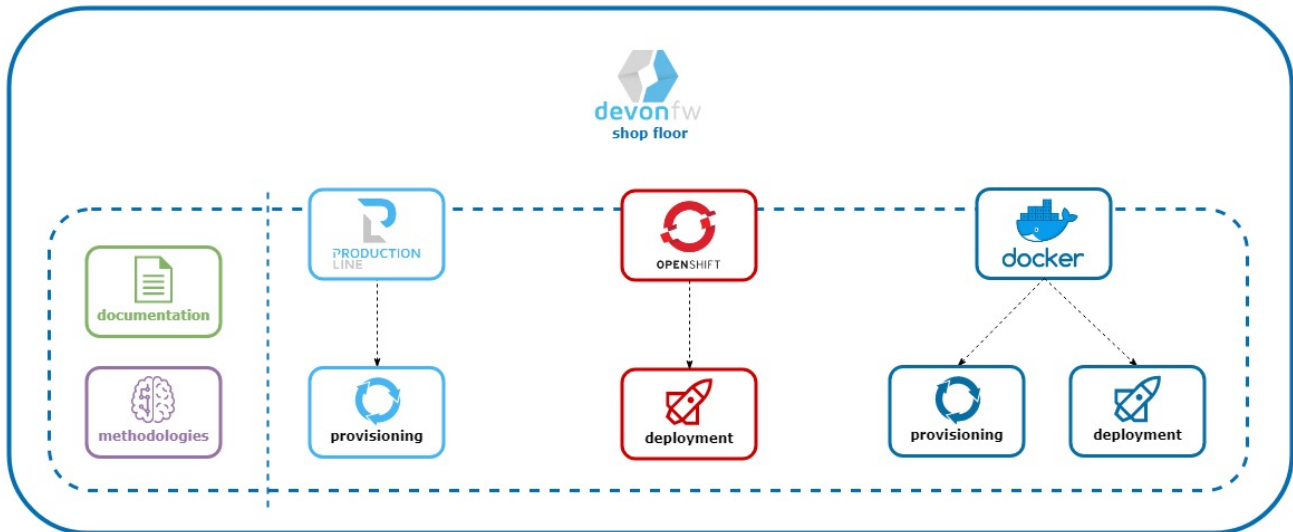 devonfw
shop floor
PRODUCTION
LINE
OPENSHIFT
docker
documentation
methodologies
provisioning
deployment
provisioning
deployment